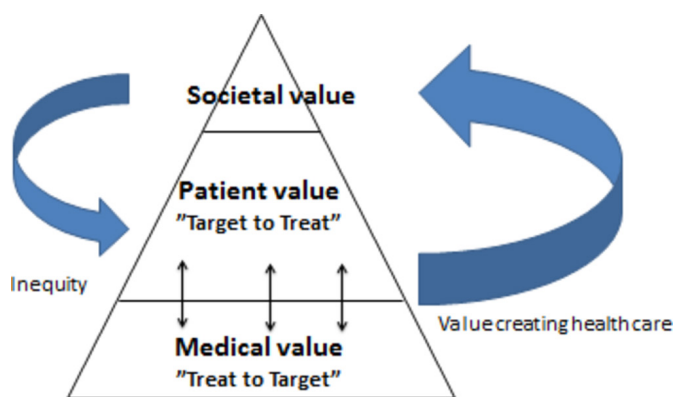 Societal value
Patient value
”Target to Treat”
Inequity
Value creating health care
Medical value
”Treat to Target”